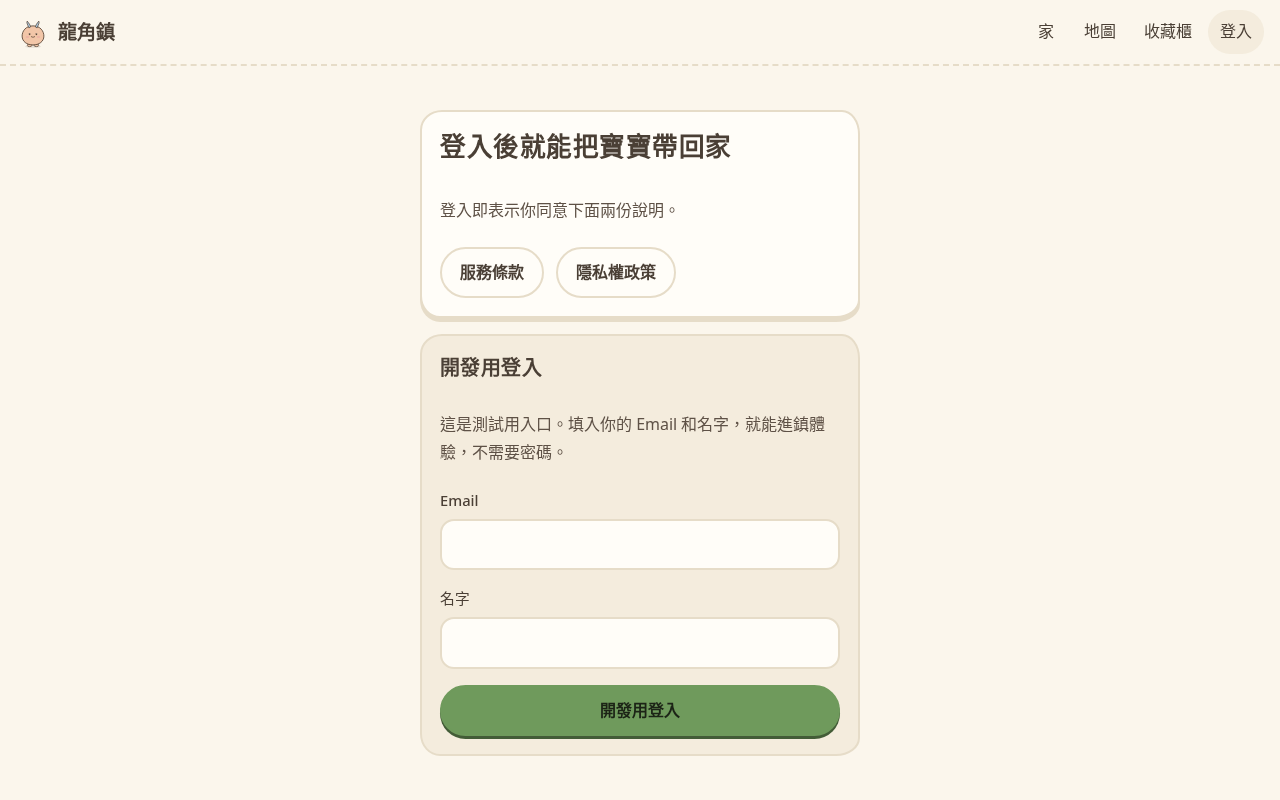 龍角鎮
家
地圖
收藏櫃
登入
登入後就能把寶寶帶回家
登入即表示你同意下面兩份說明。
服務條款
隱私權政策
開發用登入
這是測試用入口。填入你的 Email 和名字，就能進鎮體
驗，不需要密碼。
Email
名字
開發用登入